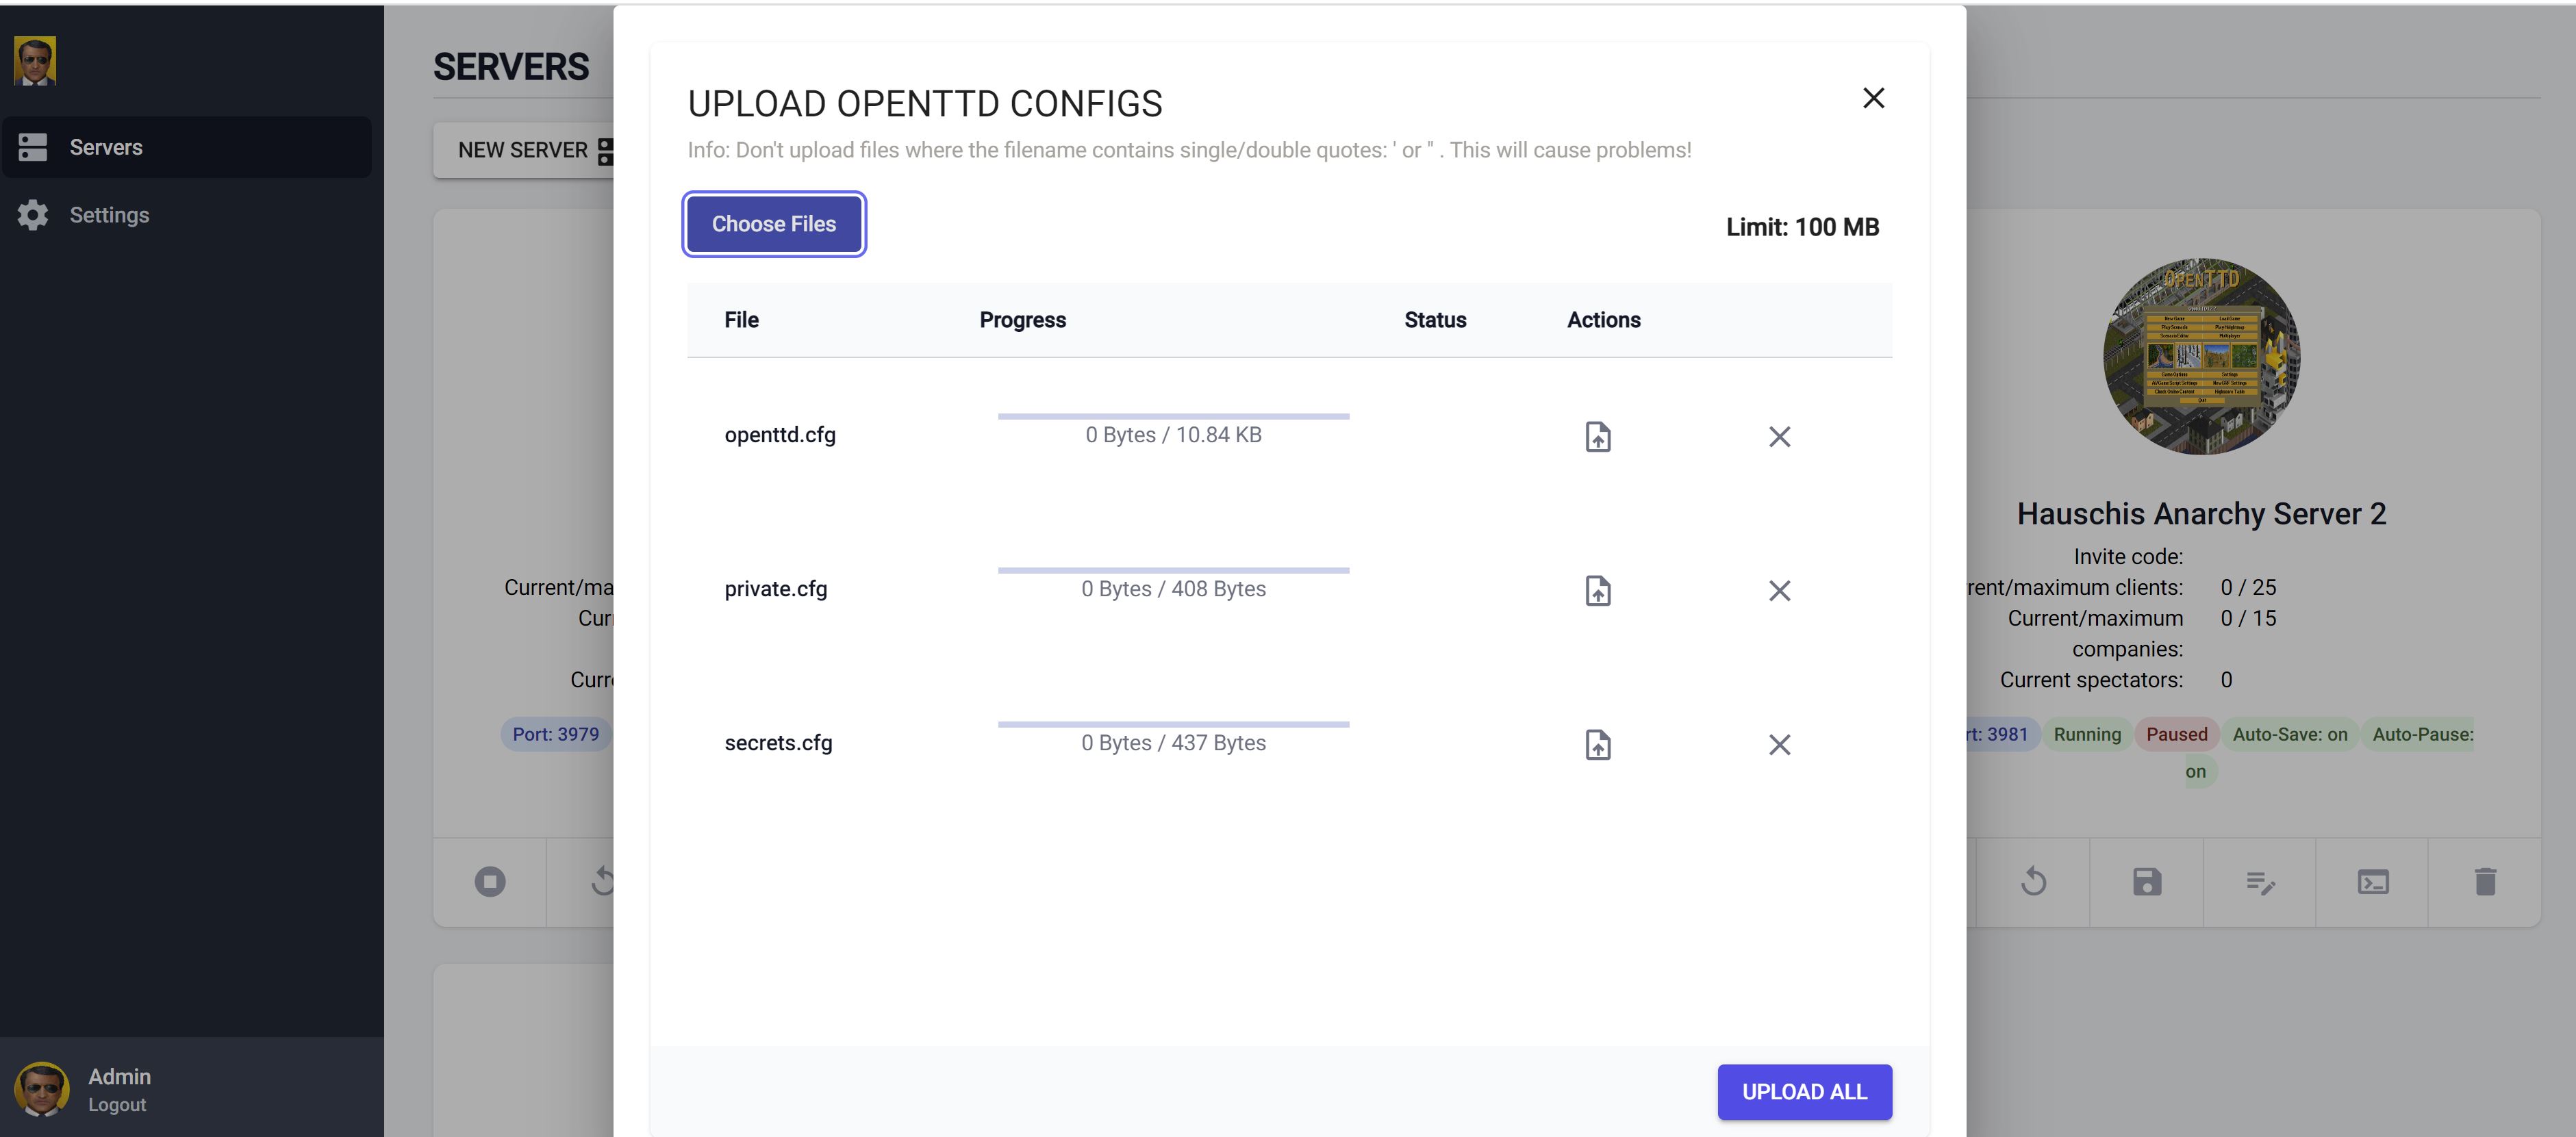 Servers
Settings
Admin
Logout
SERVERS
NEW SERVER
Current/ma
Port: 3979
UPLOAD OPENTTD CONFIGS
Info: Don't upload files where the filename contains single/double quotes: ' or " . This will cause problems!
Choose Files
Limit: 100 MB
File Progress Status Actions
openttd.cfg 0 Bytes / 10.84 KB
private.cfg 0 Bytes / 408 Bytes
secrets.cfg 0 Bytes / 437 Bytes
UPLOAD ALL
OPENTTD
Hauschis Anarchy Server 2
Invite code:
rent/maximum clients: 0 / 25
Current/maximum 0 / 15
companies:
Current spectators: 0
rt: 3981 Running Paused Auto-Save: on Auto-Pause:
on